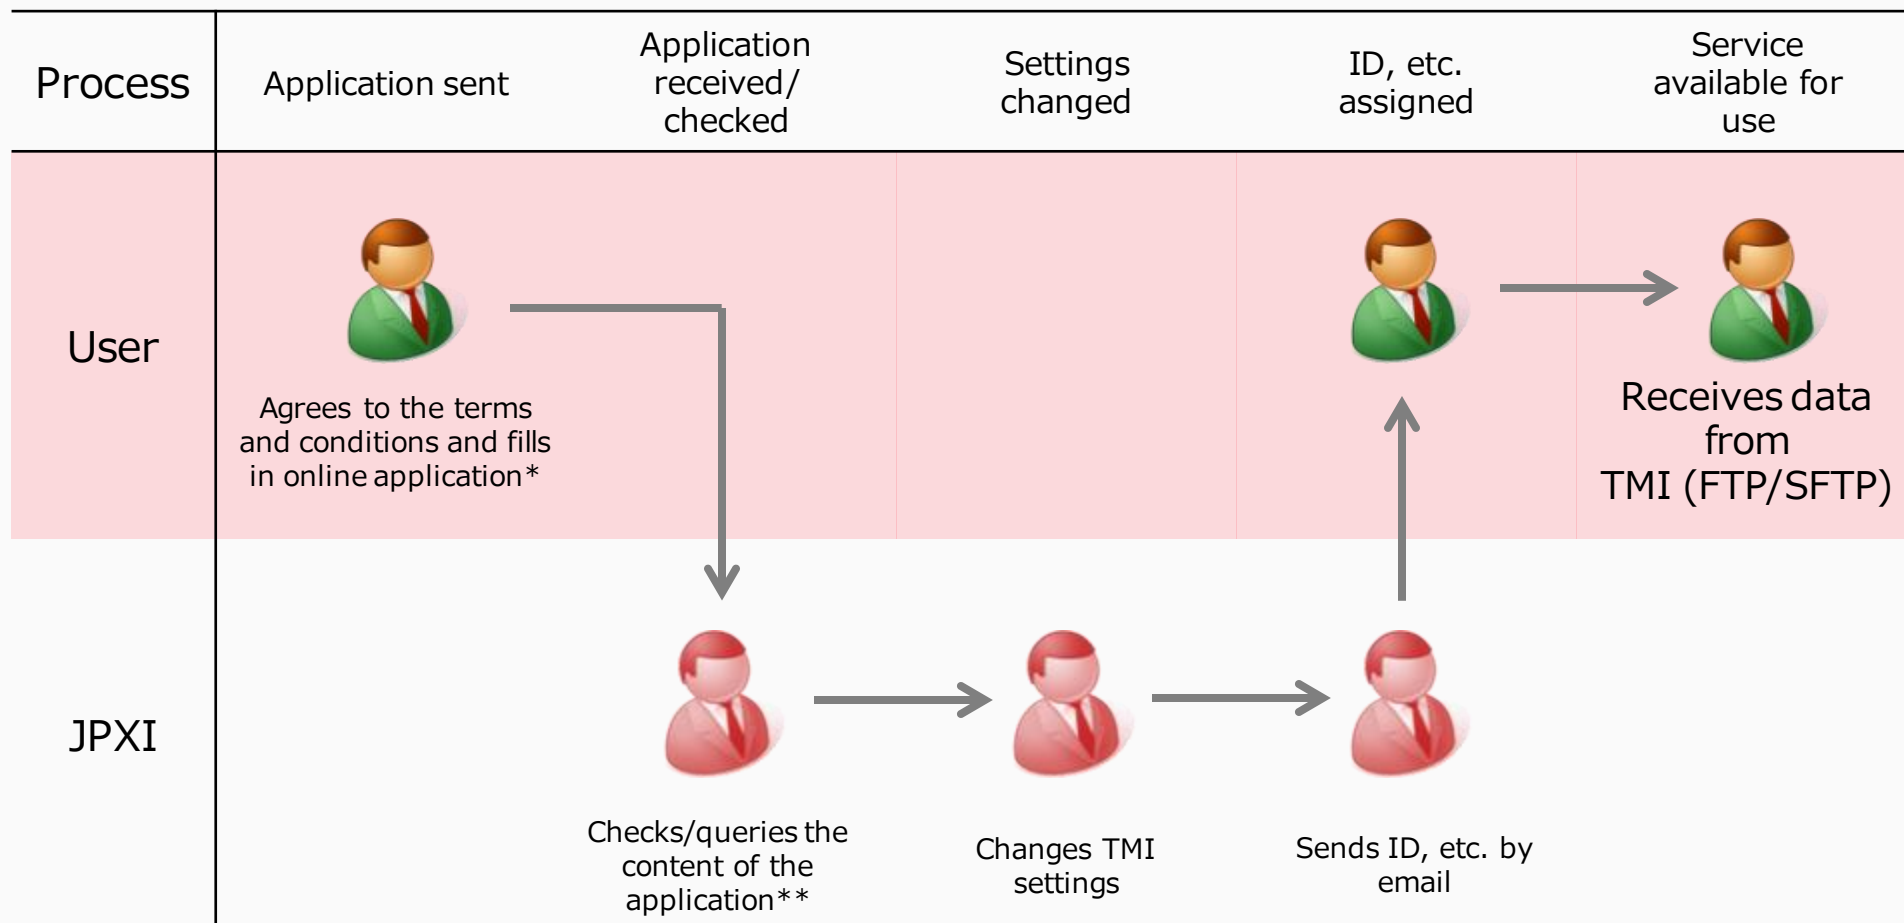 Process
Application sent
Application
received/
checked
Settings
changed
ID, etc.
assigned
Service
available for
use
User
Agrees to the terms
and conditions and fills
in online application*
Receives data
from
TMI (FTP/SFTP)
JPXI
Checks/queries the
content of the
application**
Changes TMI
settings
Sends ID, etc. by
email